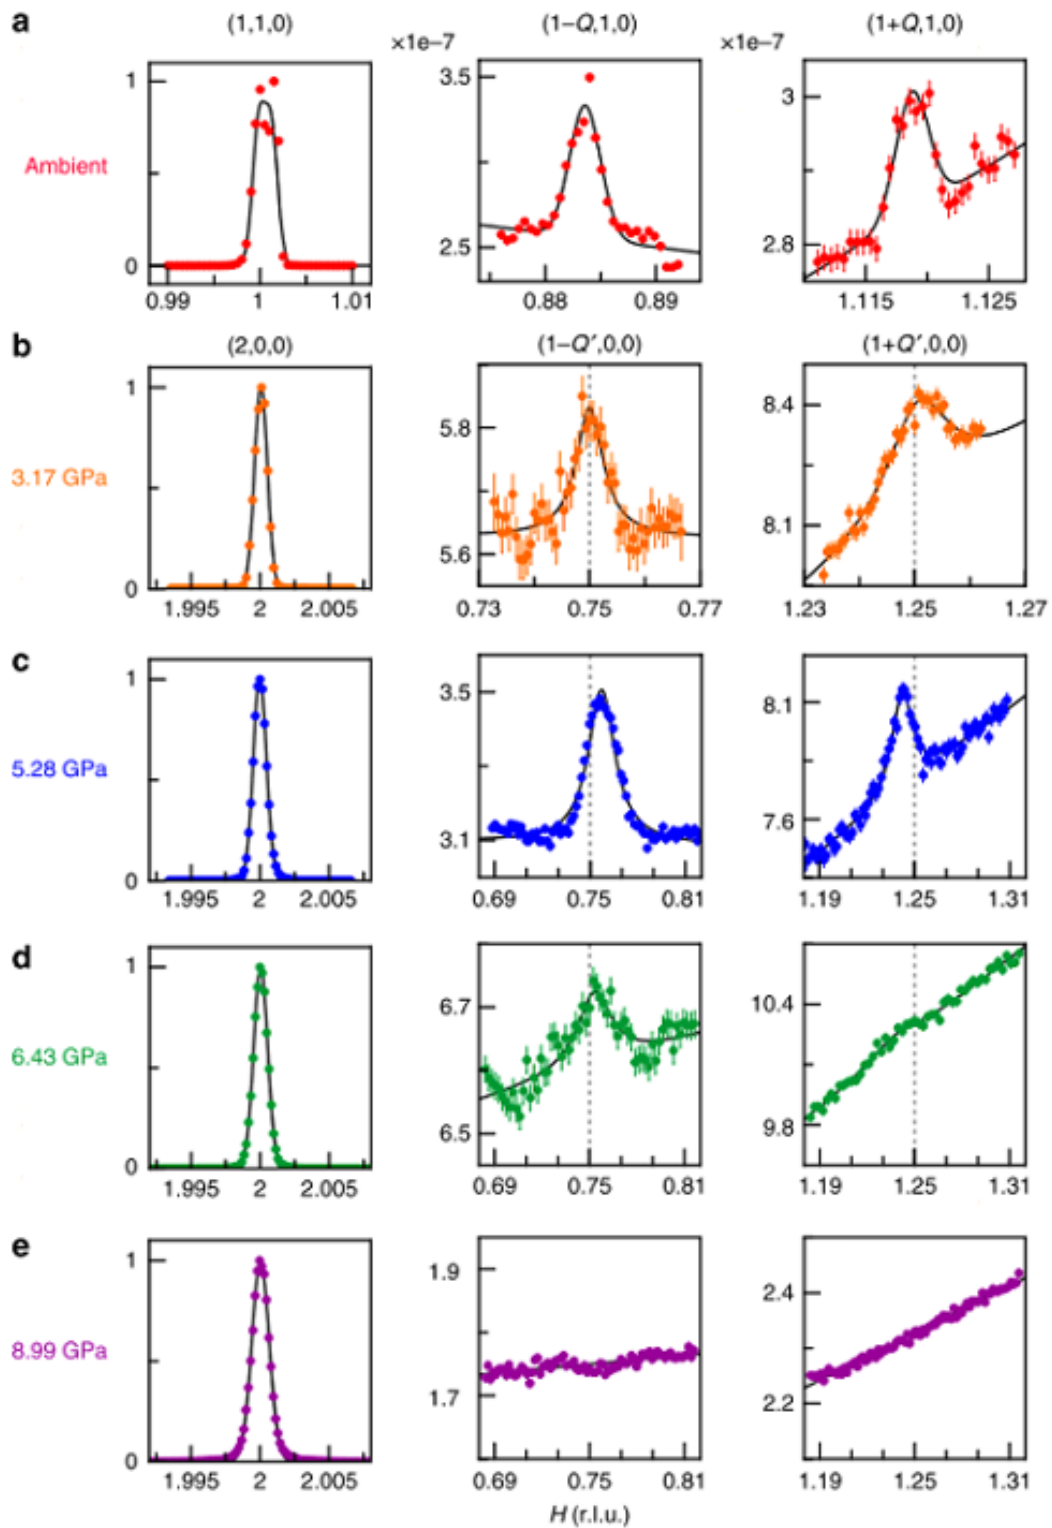 a (1,1,0) (1−Q,1,0) (1+Q,1,0)
×1e−7 ×1e−7
Ambient
1 3.5 3
0 2.5 2.8
0.99 1 1.01 0.88 0.89 1.115 1.125
b (2,0,0) (1−Q′,0,0) (1+Q′,0,0)
3.17 GPa
1 5.8 8.4
0 5.6 8.1
1.995 2 2.005 0.73 0.75 0.77 1.23 1.25 1.27
c
5.28 GPa
1 3.5 8.1
0 3.1 7.6
1.995 2 2.005 0.69 0.75 0.81 1.19 1.25 1.31
d
6.43 GPa
1 6.7 10.4
0 6.5 9.8
1.995 2 2.005 0.69 0.75 0.81 1.19 1.25 1.31
e
8.99 GPa
1 1.9 2.4
0 1.7 2.2
1.995 2 2.005 0.69 0.75 0.81 1.19 1.25 1.31
H (r.l.u.)